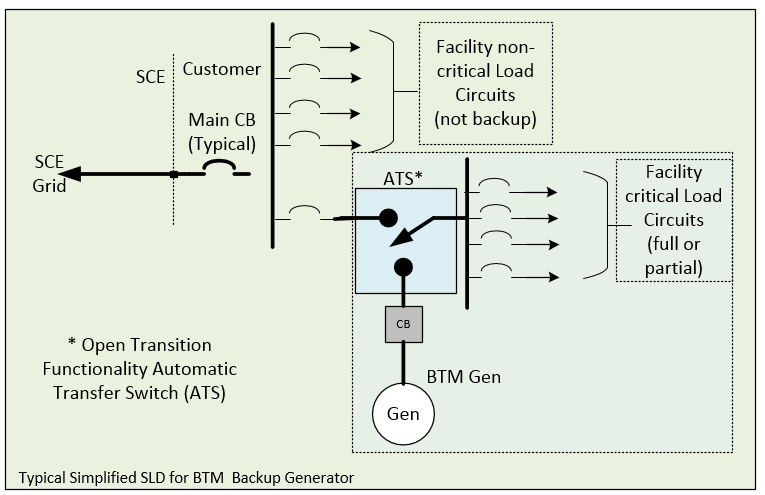 SCE
Customer
Main CB
(Typical)
SCE
Grid
Facility non-
critical Load
Circuits
(not backup)
ATS*
Facility
critical Load
Circuits
(full or
partial)
CB
BTM Gen
Gen
* Open Transition
Functionality Automatic
Transfer Switch (ATS)
Typical Simplified SLD for BTM  Backup Generator